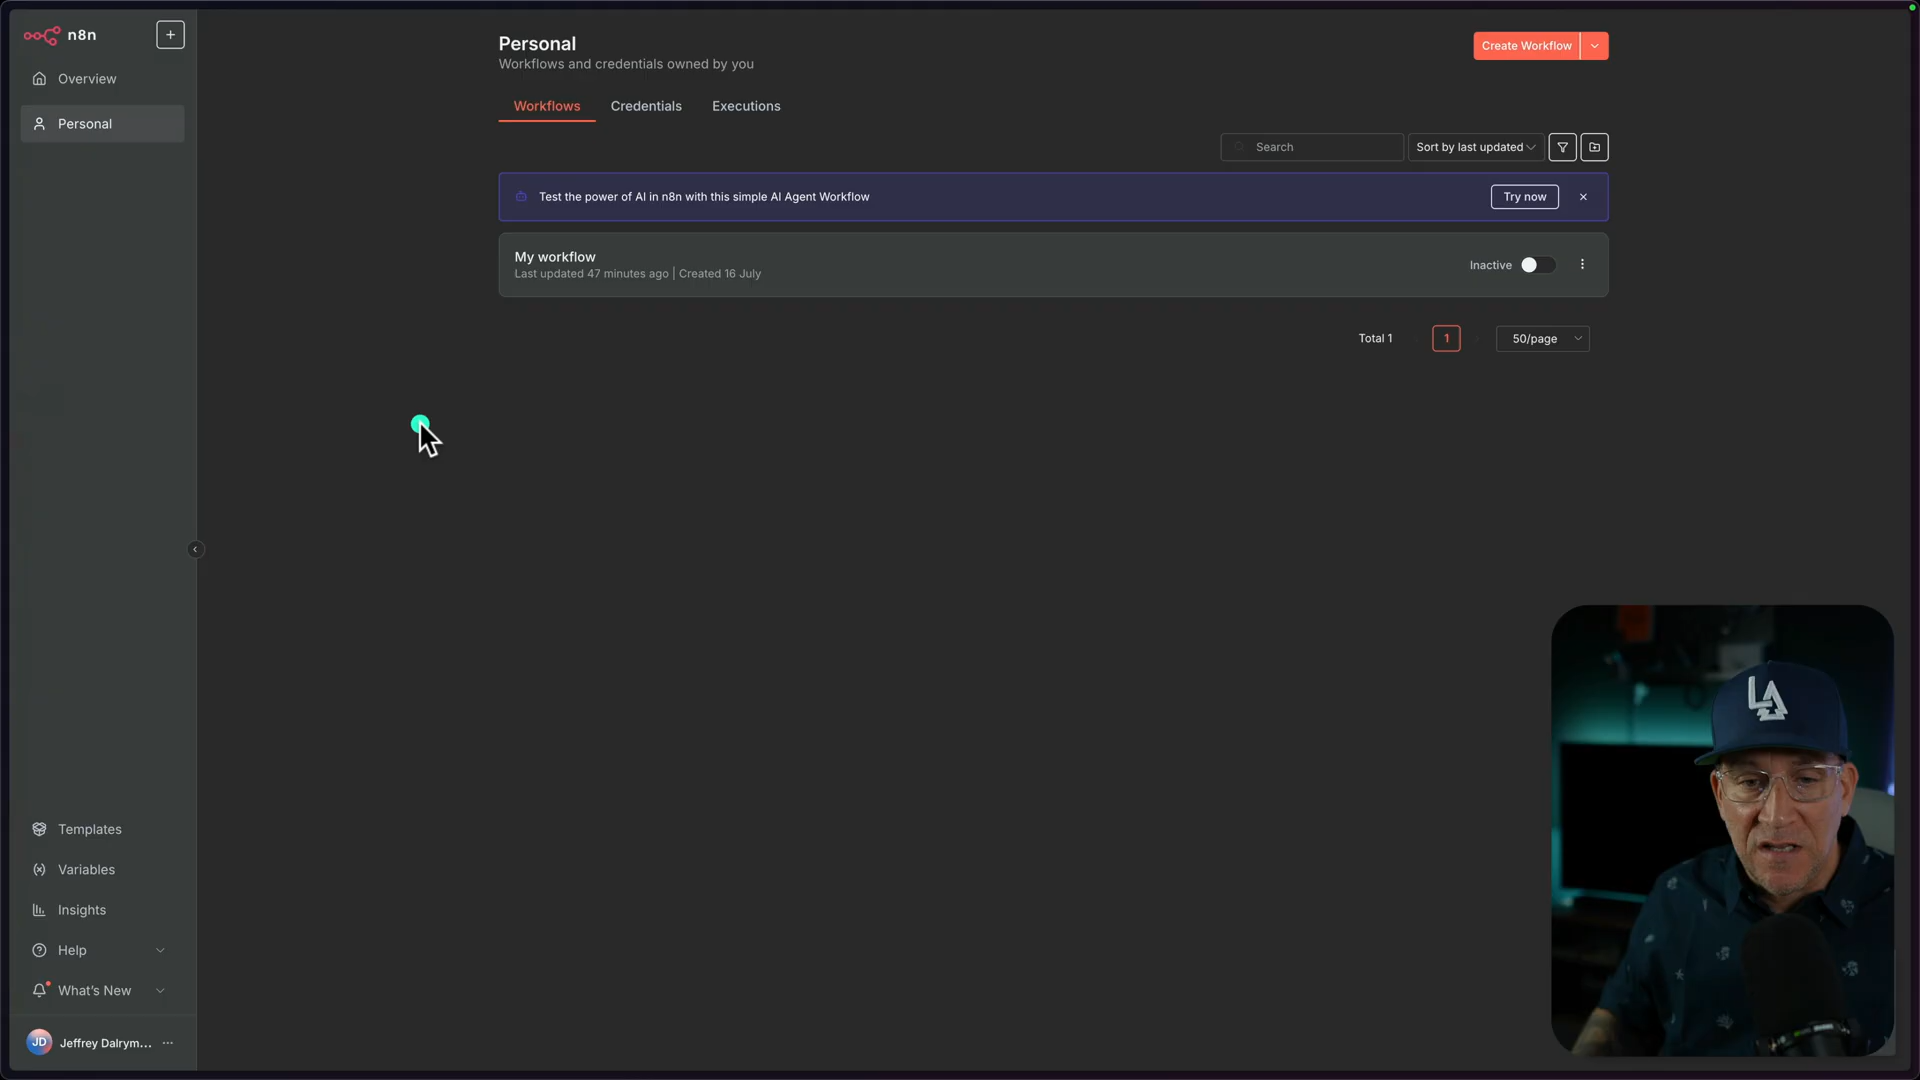 n8n
+
Overview
Personal
Personal
Workflows and credentials owned by you
Create Workflow
Workflows
Credentials
Executions
Search
Sort by last updated
Test the power of AI in n8n with this simple AI Agent Workflow
Try now
My workflow
Last updated 47 minutes ago | Created 16 July
Inactive
Total 1
1
50/page
Templates
Variables
Insights
Help
What's New
JD
Jeffrey Dalrym...
LA